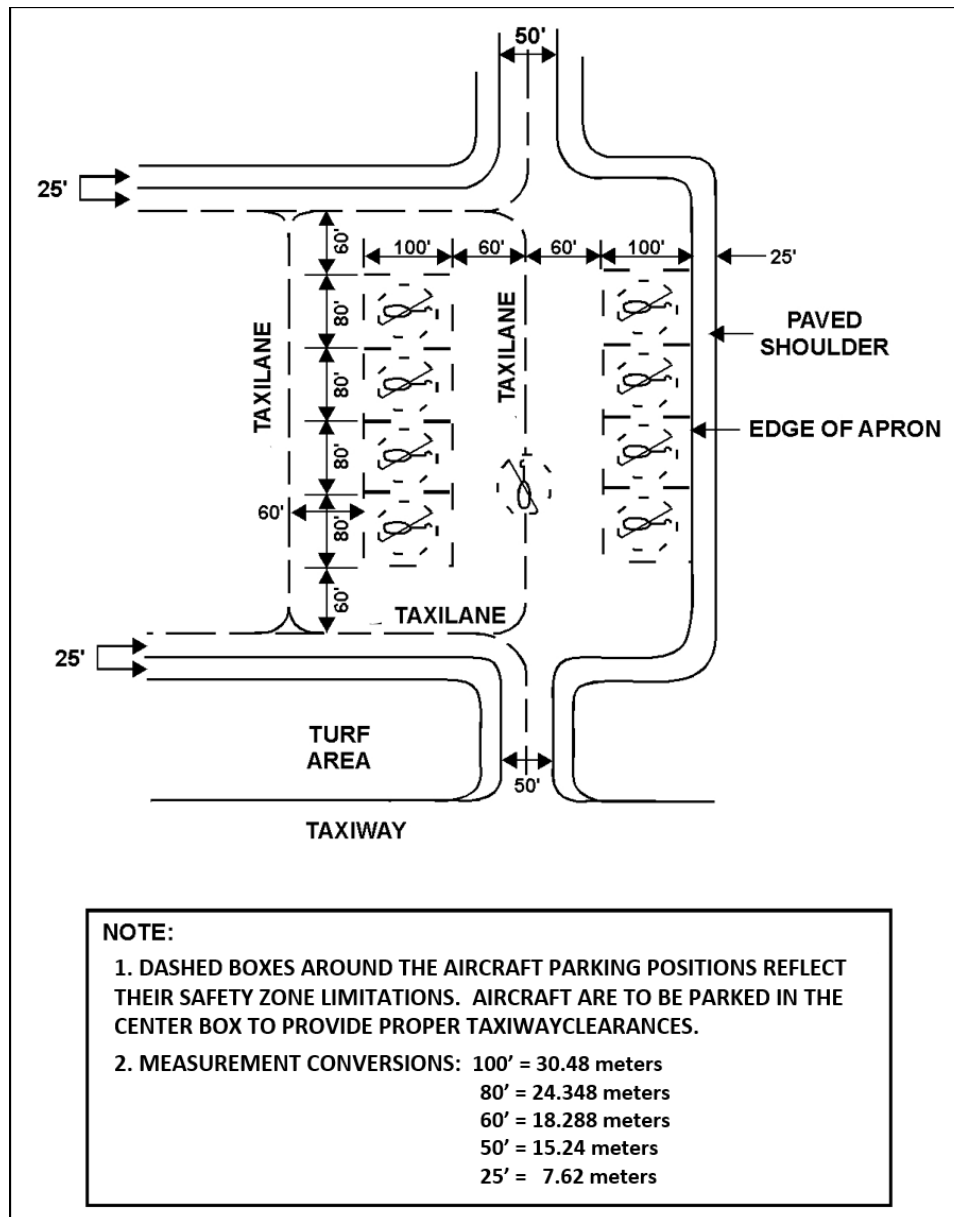 50'
25'
60'
100'
60'
60'
100'
25'
80'
80'
80'
80'
60'
60'
TAXILANE
TAXILANE
PAVED
SHOULDER
EDGE OF APRON
TAXILANE
25'
TURF
AREA
50'
TAXIWAY
NOTE:
1. DASHED BOXES AROUND THE AIRCRAFT PARKING POSITIONS REFLECT
THEIR SAFETY ZONE LIMITATIONS. AIRCRAFT ARE TO BE PARKED IN THE
CENTER BOX TO PROVIDE PROPER TAXIWAYCLEARANCES.
2. MEASUREMENT CONVERSIONS: 100' = 30.48 meters
80' = 24.348 meters
60' = 18.288 meters
50' = 15.24 meters
25' = 7.62 meters